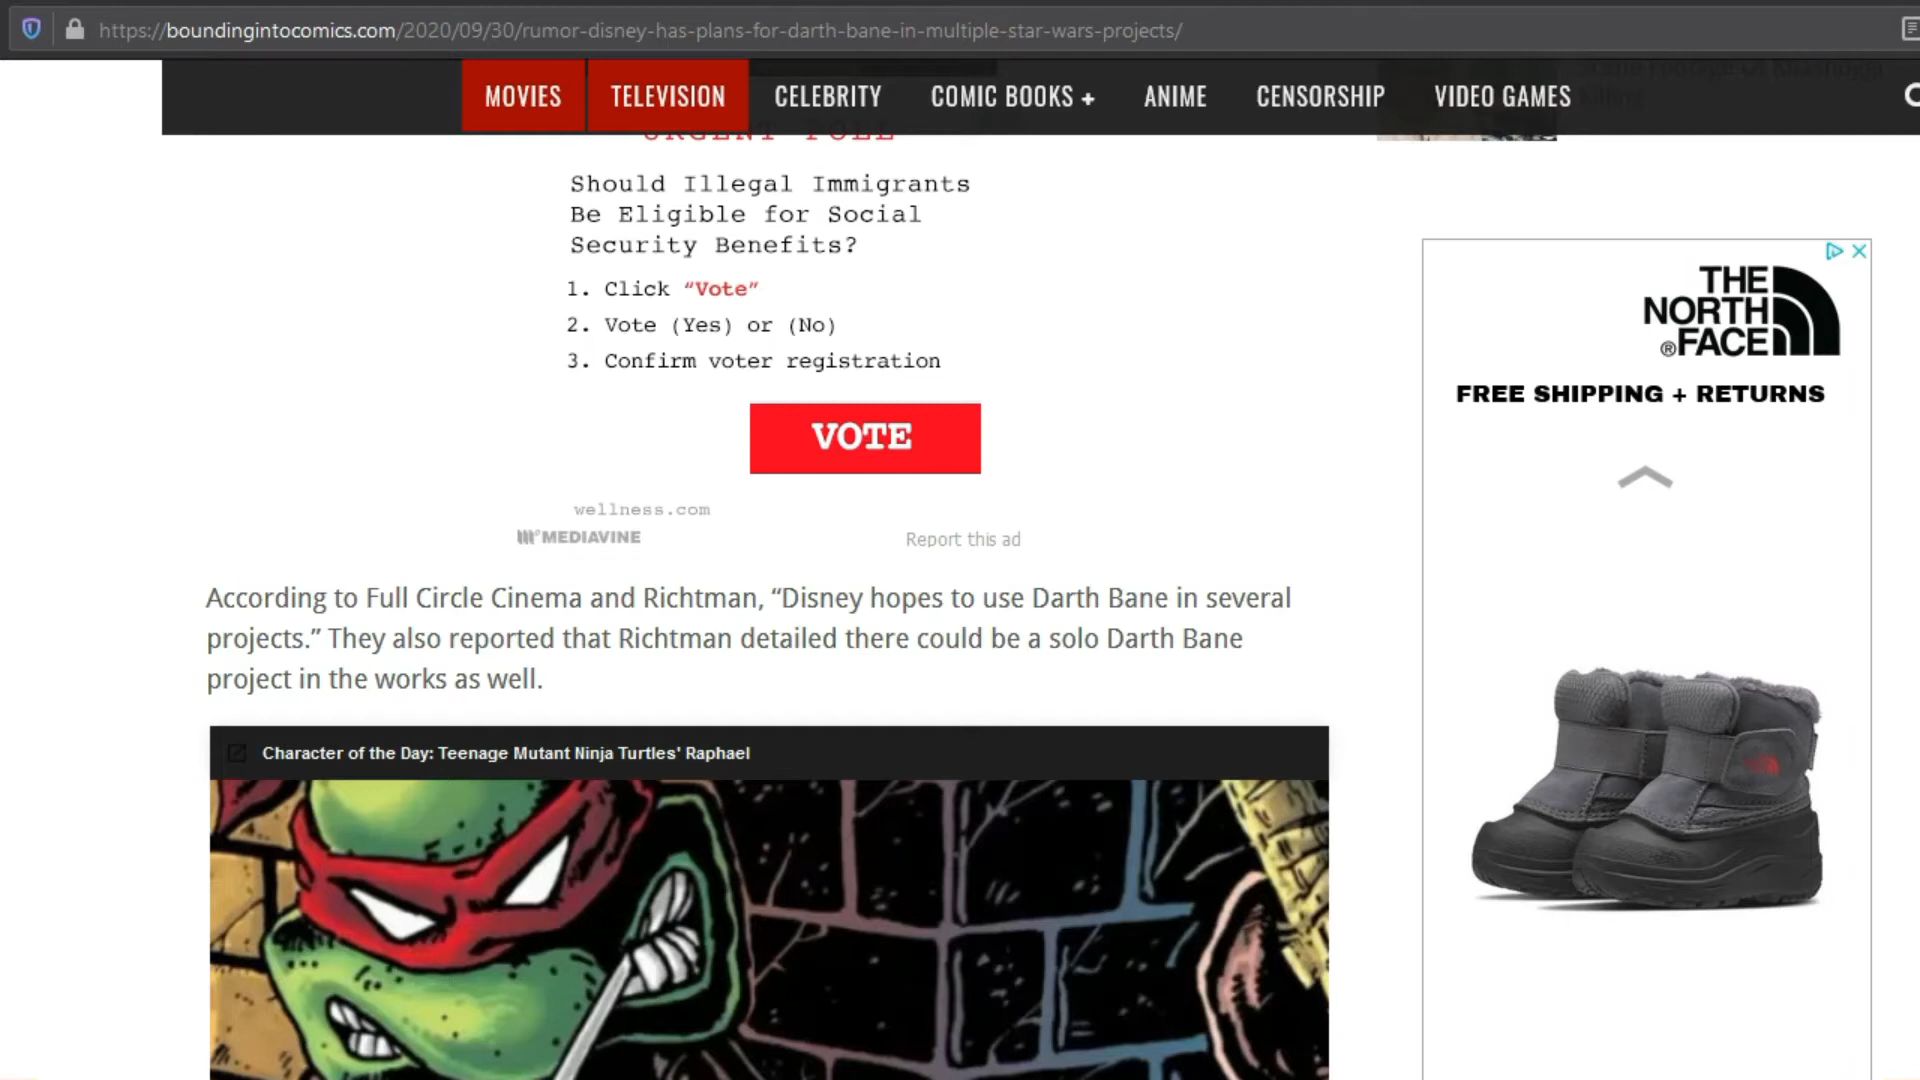 https://boundingintocomics.com/2020/09/30/rumor-disney-has-plans-for-darth-bane-in-multiple-star-wars-projects/
MOVIES TELEVISION CELEBRITY COMIC BOOKS + ANIME CENSORSHIP VIDEO GAMES
URGENT POLL
Should Illegal Immigrants
Be Eligible for Social
Security Benefits?
1. Click “Vote”
2. Vote (Yes) or (No)
3. Confirm voter registration
VOTE
wellness.com
MEDIAVINE
Report this ad
THE
NORTH
®FACE
FREE SHIPPING + RETURNS
According to Full Circle Cinema and Richtman, “Disney hopes to use Darth Bane in several
projects.” They also reported that Richtman detailed there could be a solo Darth Bane
project in the works as well.
Character of the Day: Teenage Mutant Ninja Turtles' Raphael